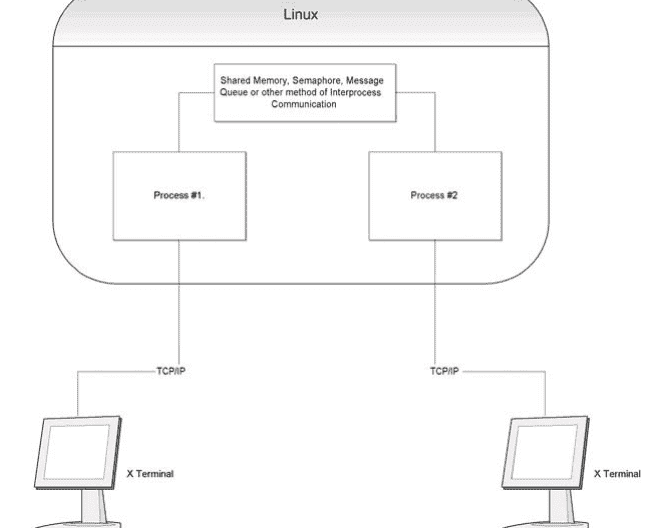 Linux
Shared Memory, Semaphore, Message
Queue or other method of Interprocess
Communication
Process #1.
Process #2
TCP/IP
TCP/IP
X Terminal
X Terminal